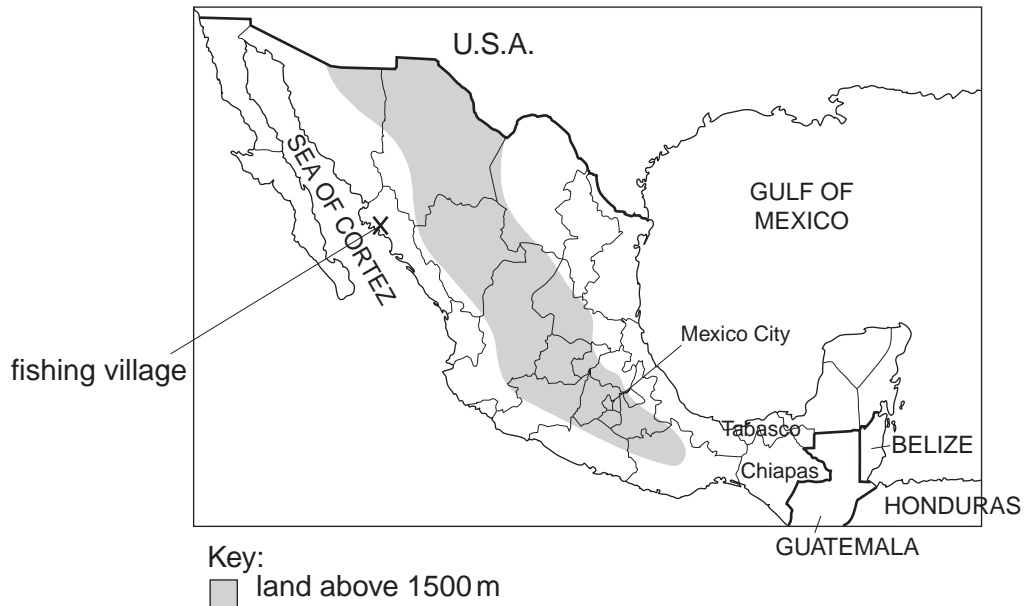 U.S.A.
SEA OF CORTEZ
GULF OF
MEXICO
Mexico City
fishing village
Tabasco
BELIZE
Chiapas
HONDURAS
GUATEMALA
Key:
land above 1500 m